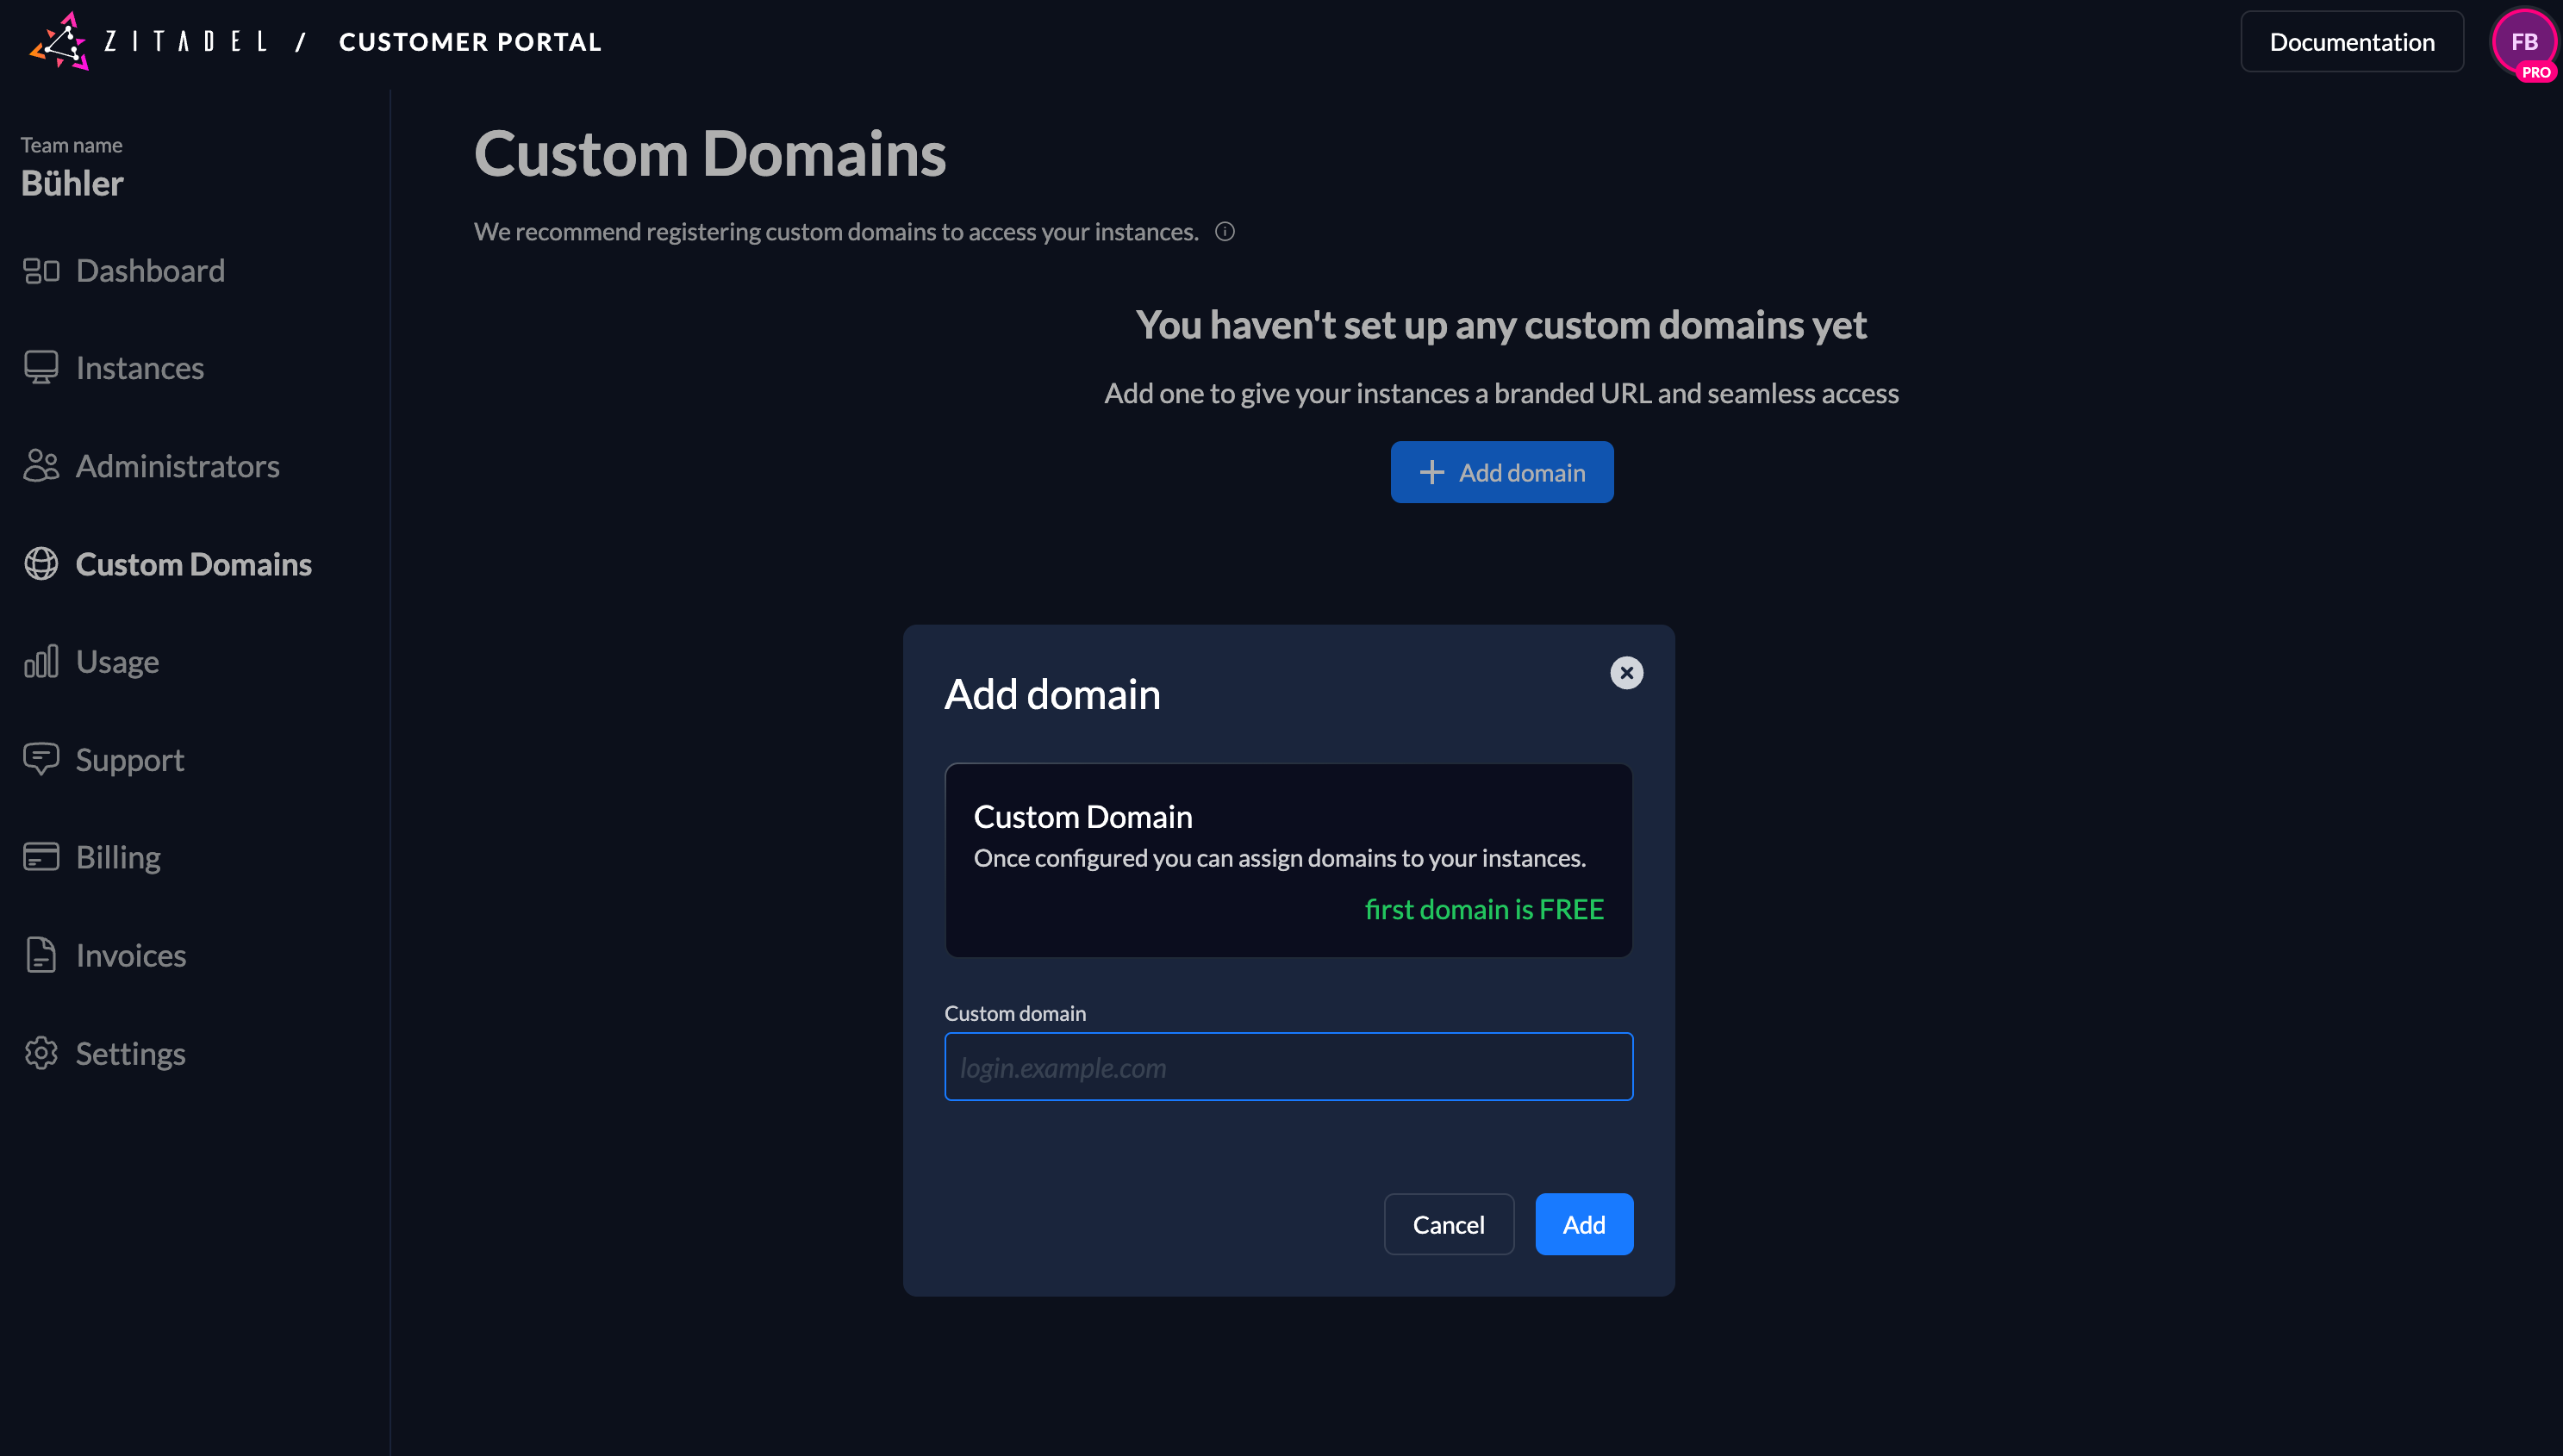 ZITADEL / CUSTOMER PORTAL
Documentation
FB
PRO
Team name
Bühler
Dashboard
Instances
Administrators
Custom Domains
Usage
Support
Billing
Invoices
Settings
Custom Domains
We recommend registering custom domains to access your instances.
You haven't set up any custom domains yet
Add one to give your instances a branded URL and seamless access
Add domain
Add domain
Custom Domain
Once configured you can assign domains to your instances.
first domain is FREE
Custom domain
login.example.com
Cancel
Add